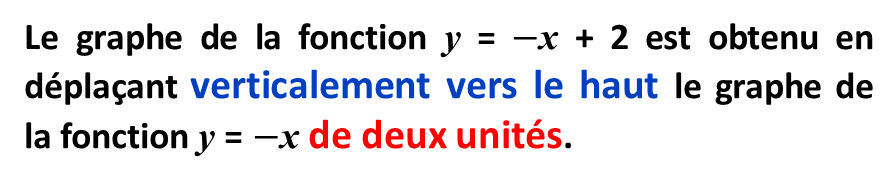 Le graphe de la fonction y = −x + 2 est obtenu en
déplaçant verticalement vers le haut le graphe de
la fonction y = −x de deux unités.